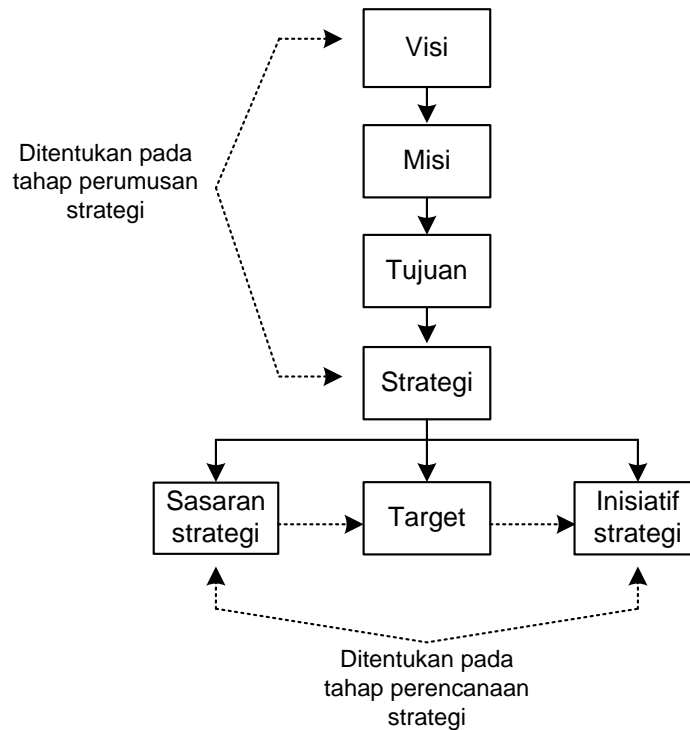 Visi
Misi
Ditentukan pada
tahap perumusan
strategi
Tujuan
Strategi
Sasaran
strategi
Target
Inisiatif
strategi
Ditentukan pada
tahap perencanaan
strategi